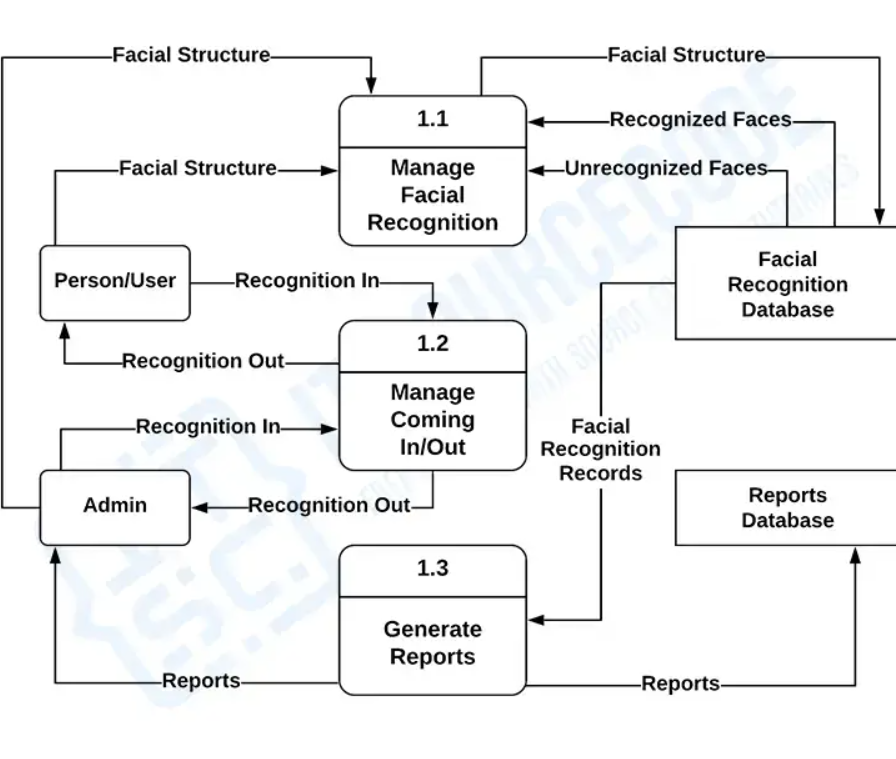 Facial Structure
Facial Structure
1.1
Recognized Faces
Facial Structure
Manage
Facial
Recognition
Unrecognized Faces
Person/User
Recognition In
Facial
Recognition
Database
1.2
Recognition Out
Manage
Coming
In/Out
Recognition In
Facial
Recognition
Records
Admin
Recognition Out
Reports
Database
1.3
Generate
Reports
Reports
Reports